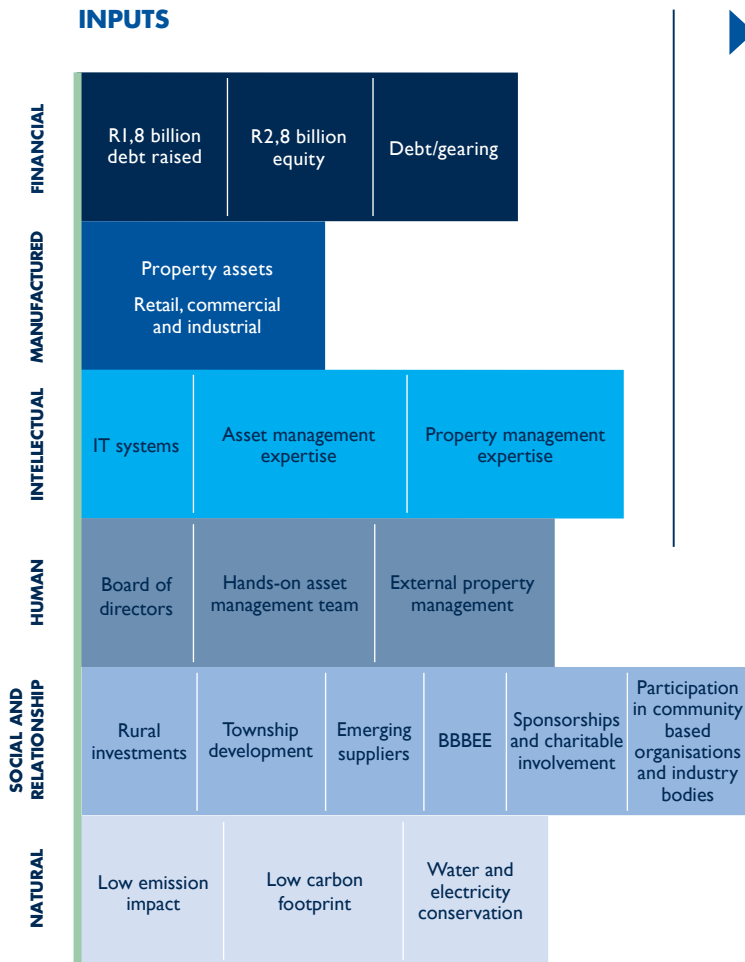 INPUTS
FINANCIAL
R1,8 billion
debt raised
R2,8 billion
equity
Debt/gearing
MANUFACTURED
Property assets
Retail, commercial
and industrial
INTELLECTUAL
IT systems
Asset management
expertise
Property management
expertise
HUMAN
Board of
directors
Hands-on asset
management team
External property
management
SOCIAL AND
RELATIONSHIP
Rural
investments
Township
development
Emerging
suppliers
BBBEE
Sponsorships
and charitable
involvement
Participation
in community
based
organisations
and industry
bodies
NATURAL
Low emission
impact
Low carbon
footprint
Water and
electricity
conservation